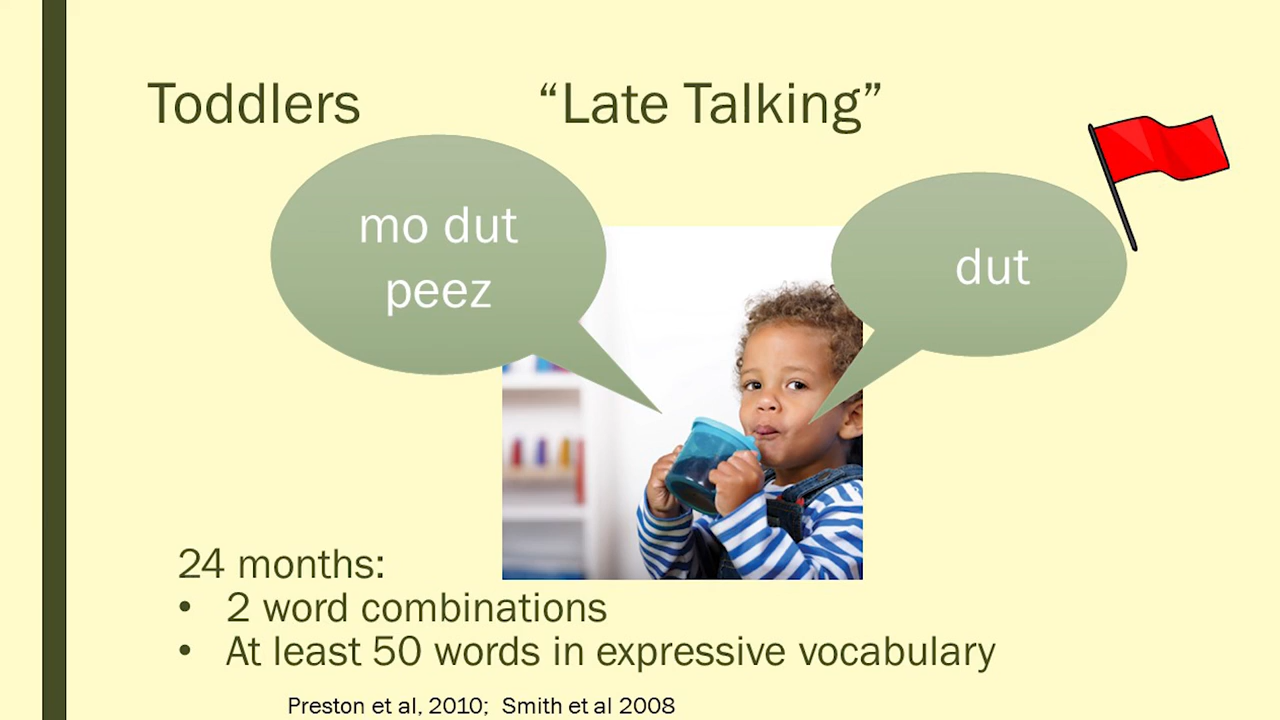 Toddlers “Late Talking”
mo dut
peez
dut
24 months:
• 2 word combinations
• At least 50 words in expressive vocabulary
Preston et al, 2010; Smith et al 2008